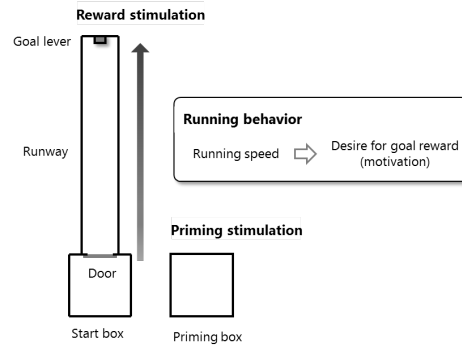 Reward stimulation
Goal lever
Runway
Running behavior
Running speed
Desire for goal reward
(motivation)
Priming stimulation
Door
Start box
Priming box